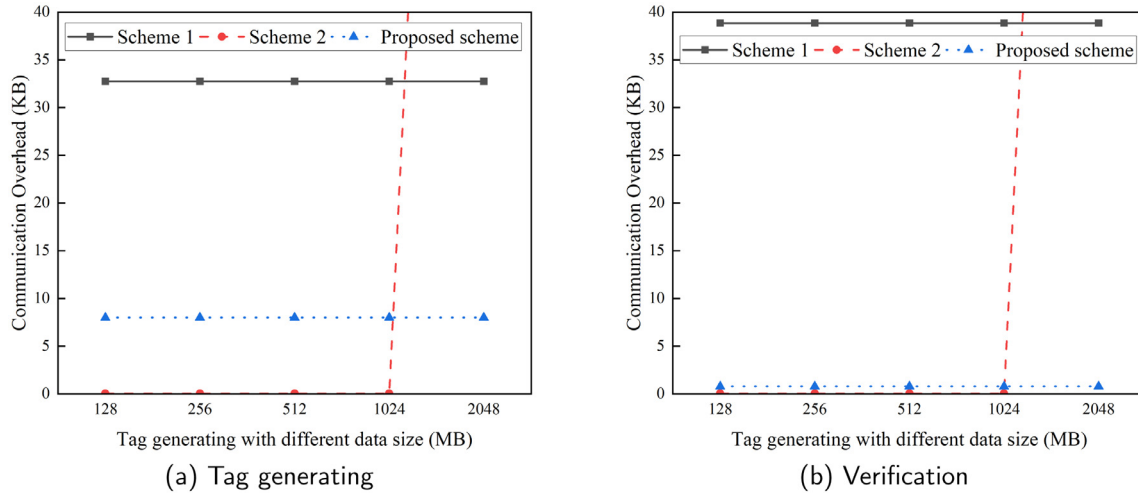 40
35
30
25
20
15
10
5
0
Communication Overhead (KB)
Scheme 1 Scheme 2 Proposed scheme
128 256 512 1024 2048
Tag generating with different data size (MB)
(a) Tag generating
40
35
30
25
20
15
10
5
0
Communication Overhead (KB)
Scheme 1 Scheme 2 Proposed scheme
128 256 512 1024 2048
Tag generating with different data size (MB)
(b) Verification